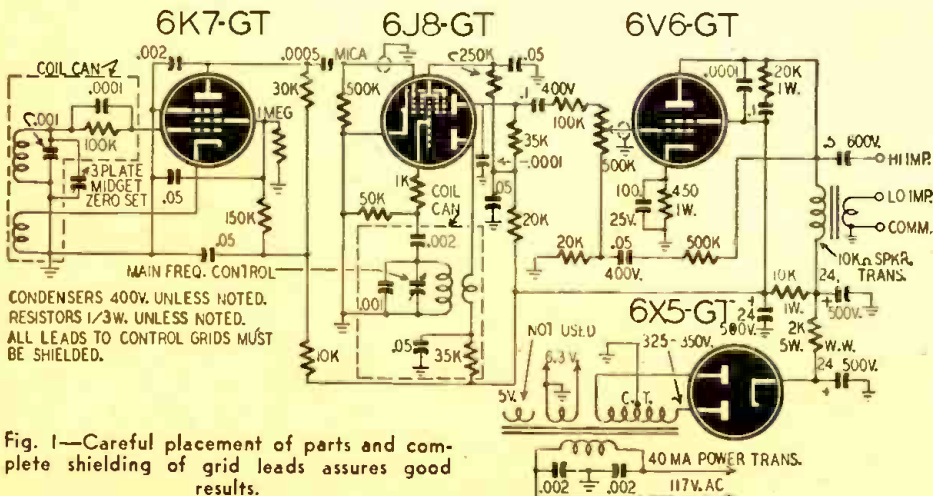 6K7-GT
6J8-GT
6V6-GT
COIL CAN
.0001
.001
100K
3 PLATE
MIDGET
ZERO SET
.002
.05
1MEG
150K
.05
.0005
MICA
30K
500K
250K
.05
50K
1K
COIL
CAN
.002
MAIN FREQ. CONTROL
.001
.05
35K
10K
.1
400V.
100K
35K
.0001
.05
20K
500K
20K
.05
400V.
500K
100
25V.
450
1W.
.0001
20K
1W.
.1
.5
600V.
HI IMP.
LO IMP.
COMM.
10KΩ SPKR.
TRANS.
10K
1W.
24
500V.
24
500V.
2K
5W.
W.W.
24
500V.
6X5-GT
NOT USED
5V.
6.3V.
C.T.
325-350V.
40 MA POWER TRANS.
117V. AC
.002
.002
CONDENSERS 400V. UNLESS NOTED.
RESISTORS 1/3W. UNLESS NOTED.
ALL LEADS TO CONTROL GRIDS MUST
BE SHIELDED.
Fig. 1—Careful placement of parts and com-
plete shielding of grid leads assures good
results.